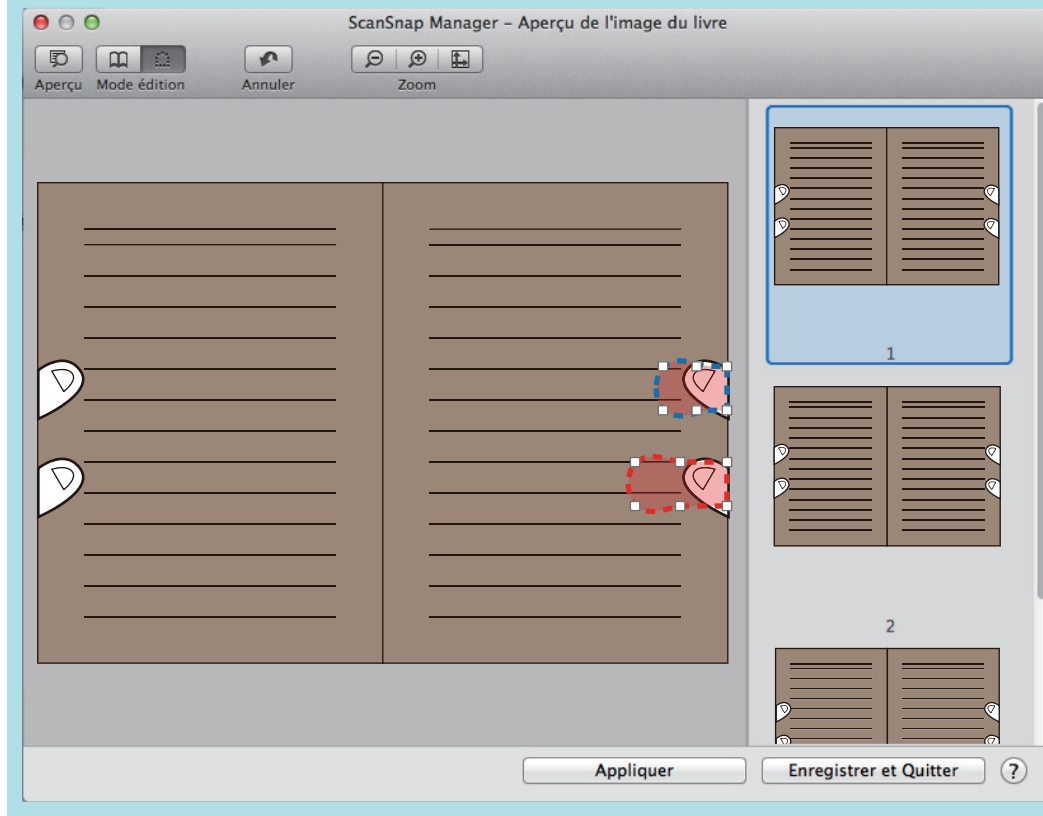 ScanSnap Manager – Aperçu de l'image du livre
Aperçu Mode édition Annuler Zoom
1
2
Appliquer Enregistrer et Quitter ?